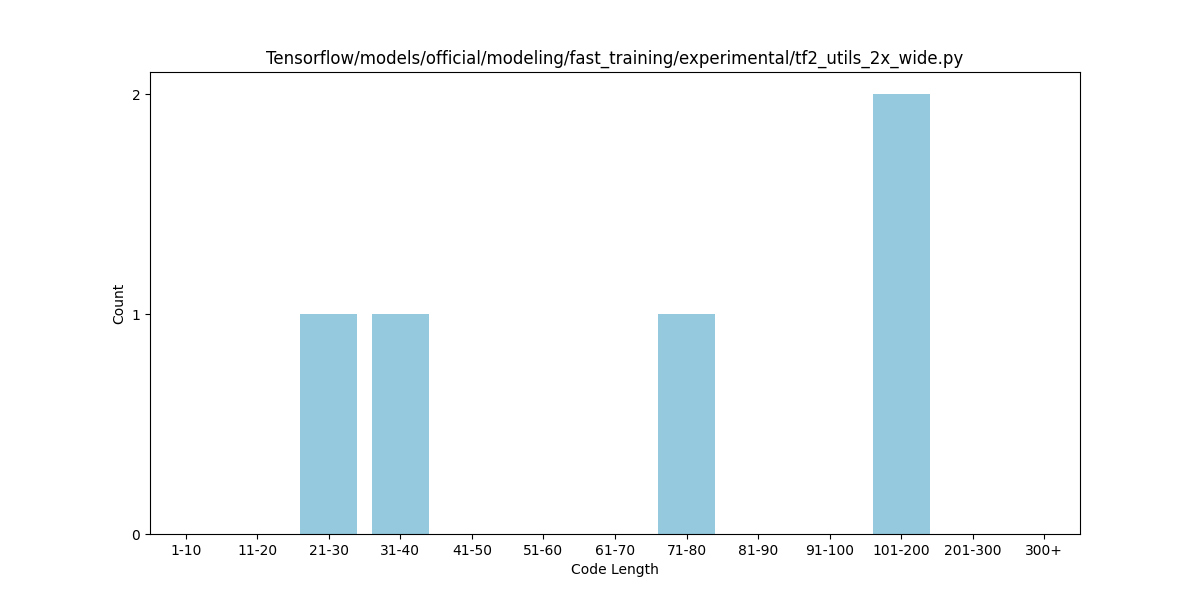 Tensorflow/models/official/modeling/fast_training/experimental/tf2_utils_2x_wide.py
2
1
0
Count
1-10 11-20 21-30 31-40 41-50 51-60 61-70 71-80 81-90 91-100 101-200 201-300 300+
Code Length